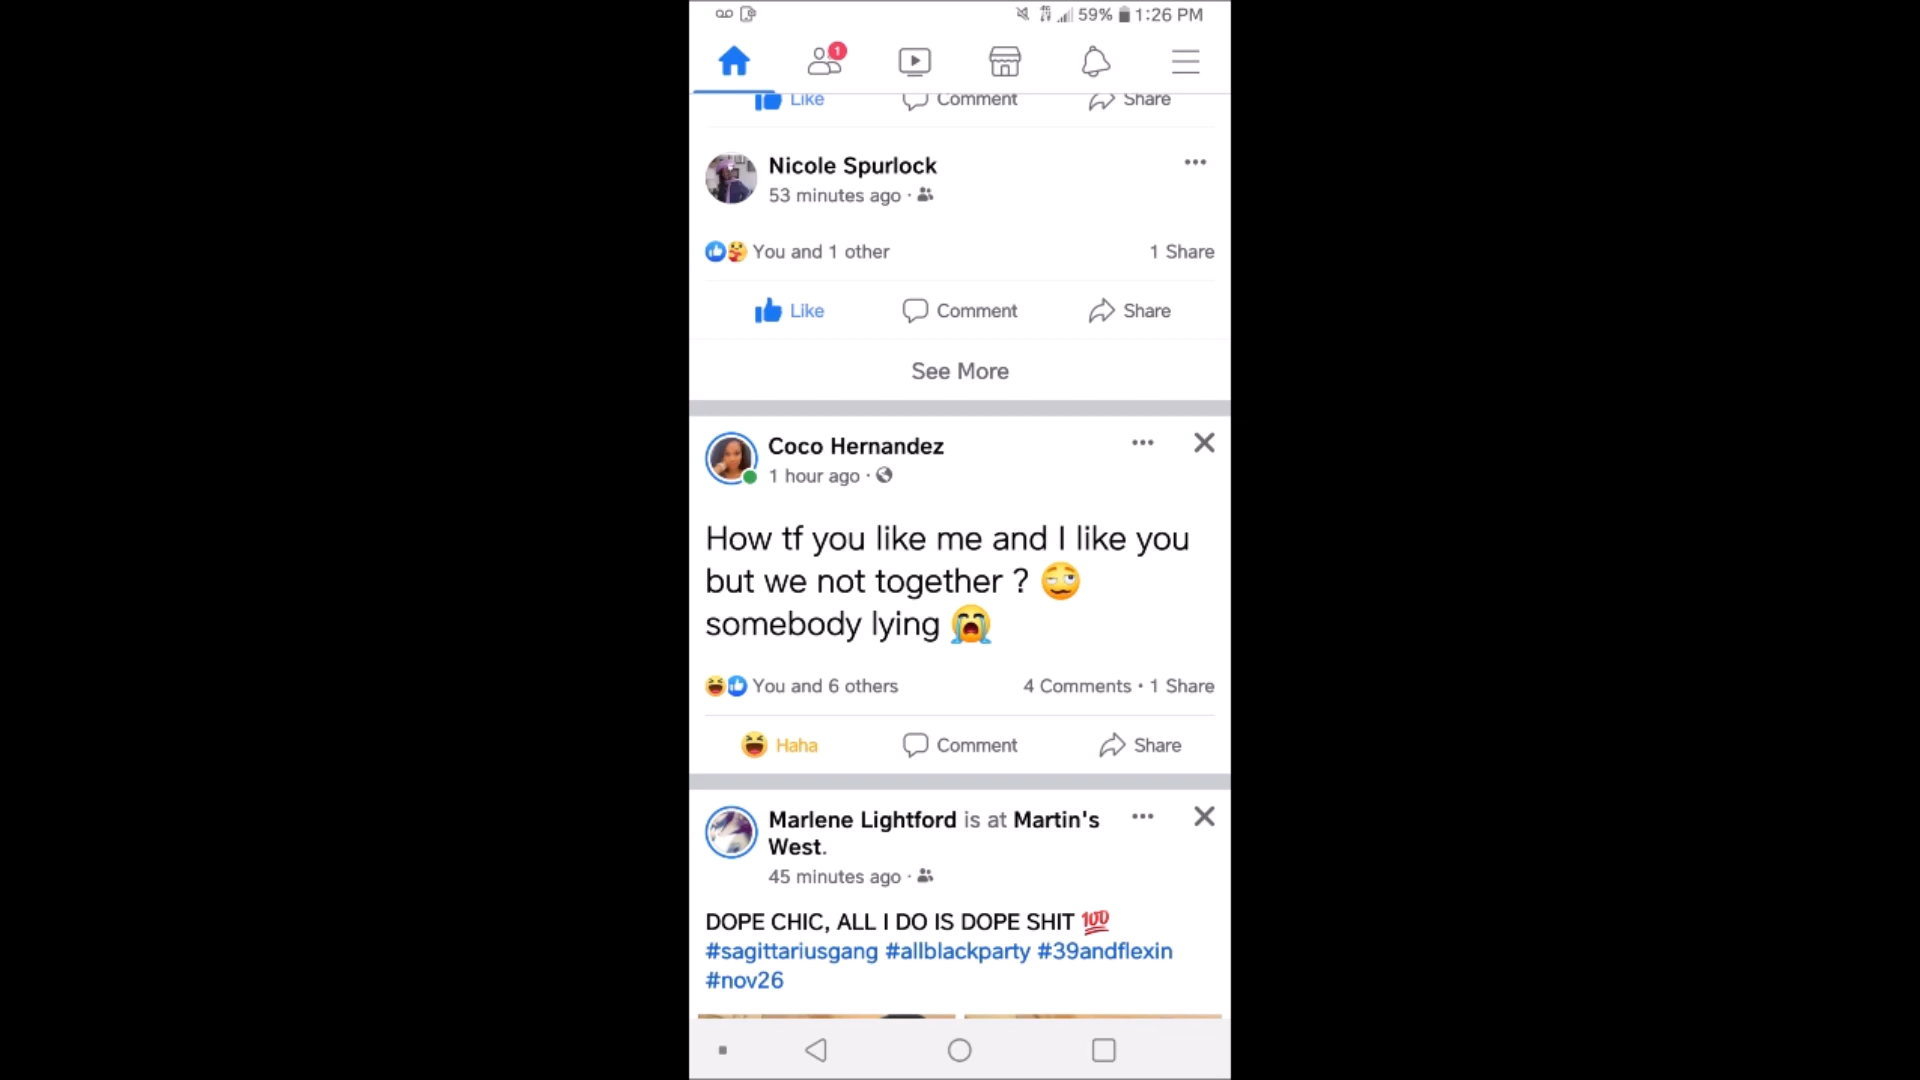 59% 1:26 PM
1
Like Comment Share
Nicole Spurlock
53 minutes ago ·
You and 1 other 1 Share
Like Comment Share
See More
Coco Hernandez
1 hour ago ·
How tf you like me and I like you
but we not together ? 🥴
somebody lying 😭
You and 6 others 4 Comments • 1 Share
Haha Comment Share
Marlene Lightford is at Martin's
West.
45 minutes ago ·
DOPE CHIC, ALL I DO IS DOPE SHIT 💯
#sagittariusgang #allblackparty #39andflexin
#nov26